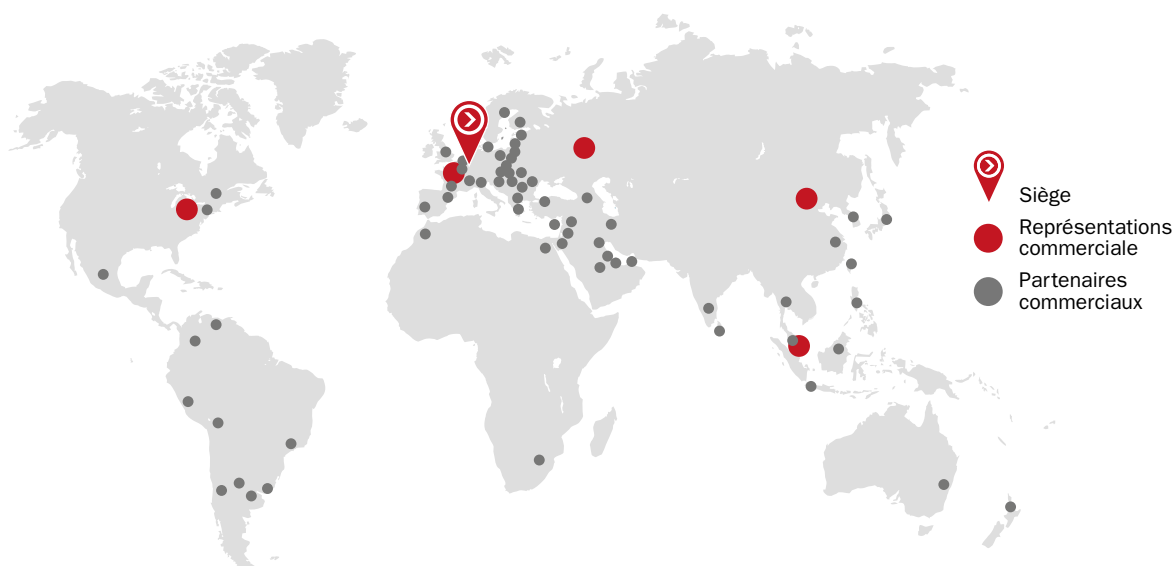 Siège
Représentations
commerciale
Partenaires
commerciaux